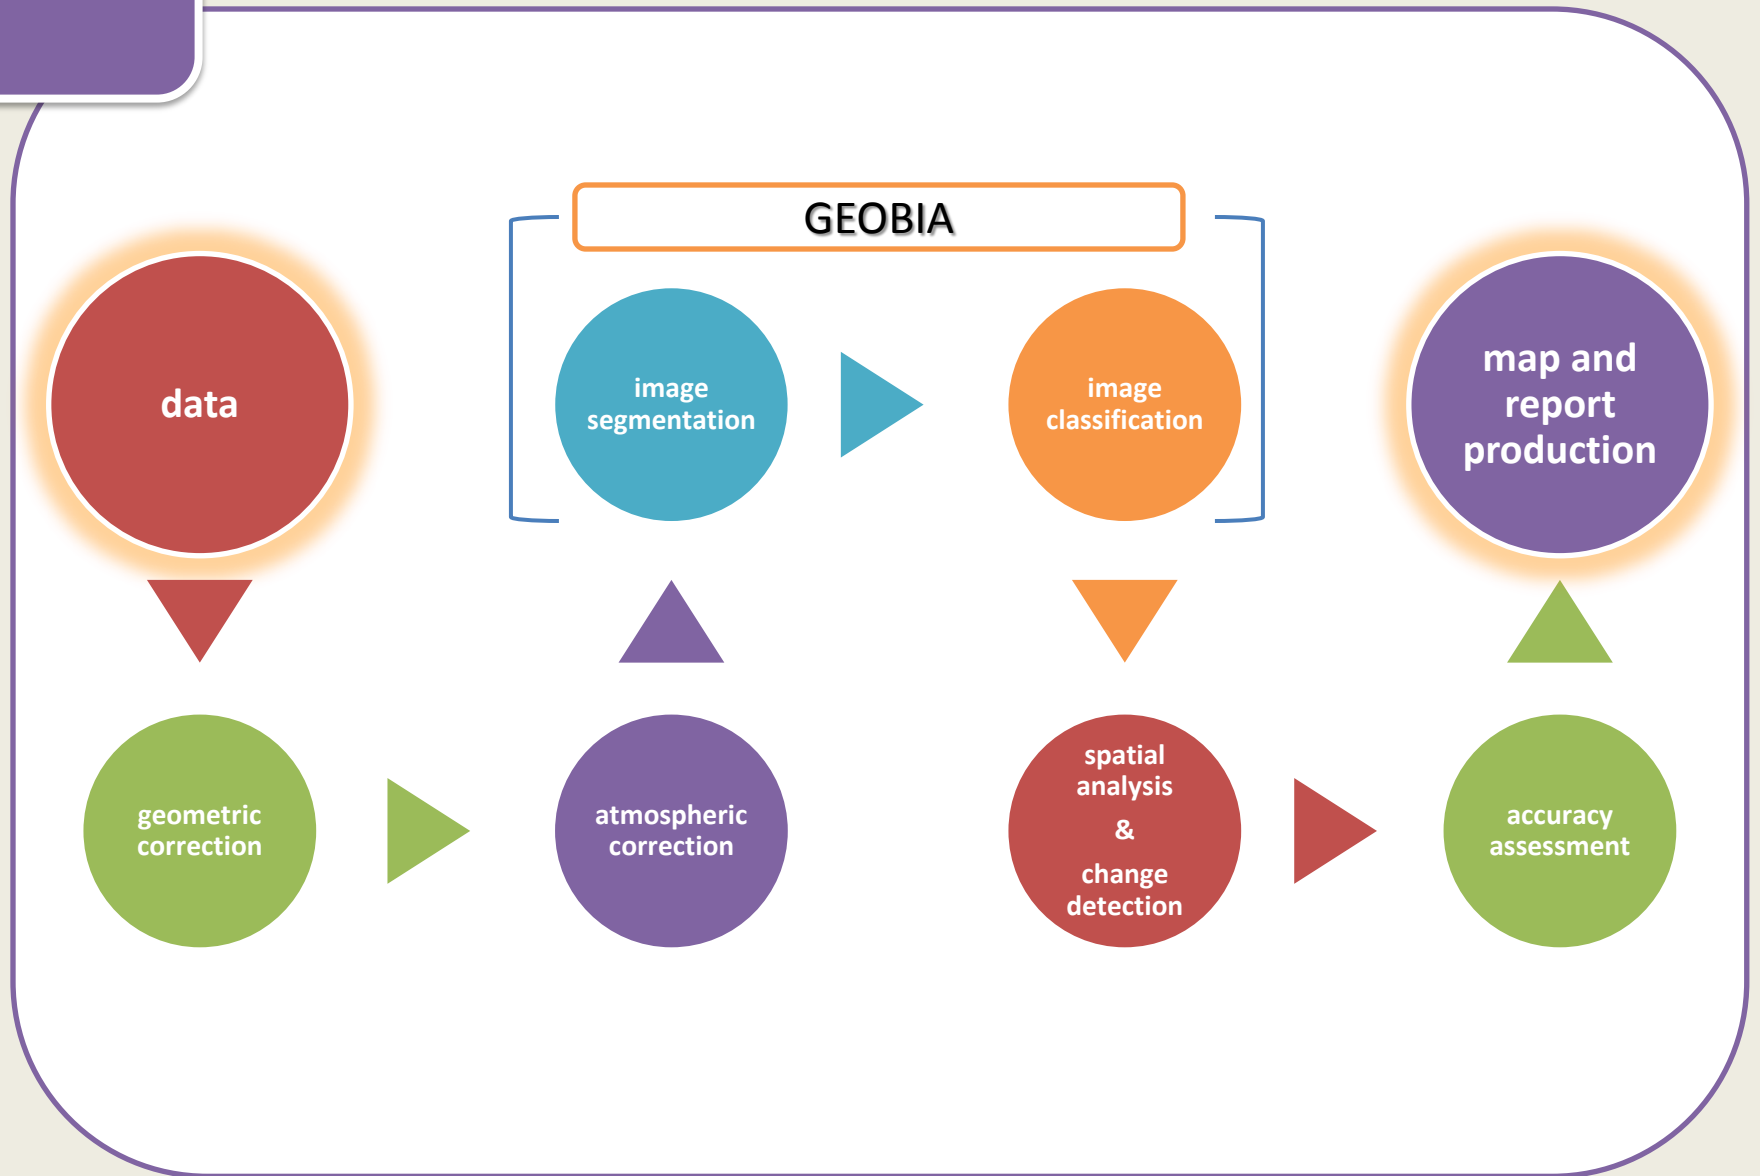 GEOBIA
data
image
segmentation
image
classification
map and
report
production
geometric
correction
atmospheric
correction
spatial
analysis
&
change
detection
accuracy
assessment